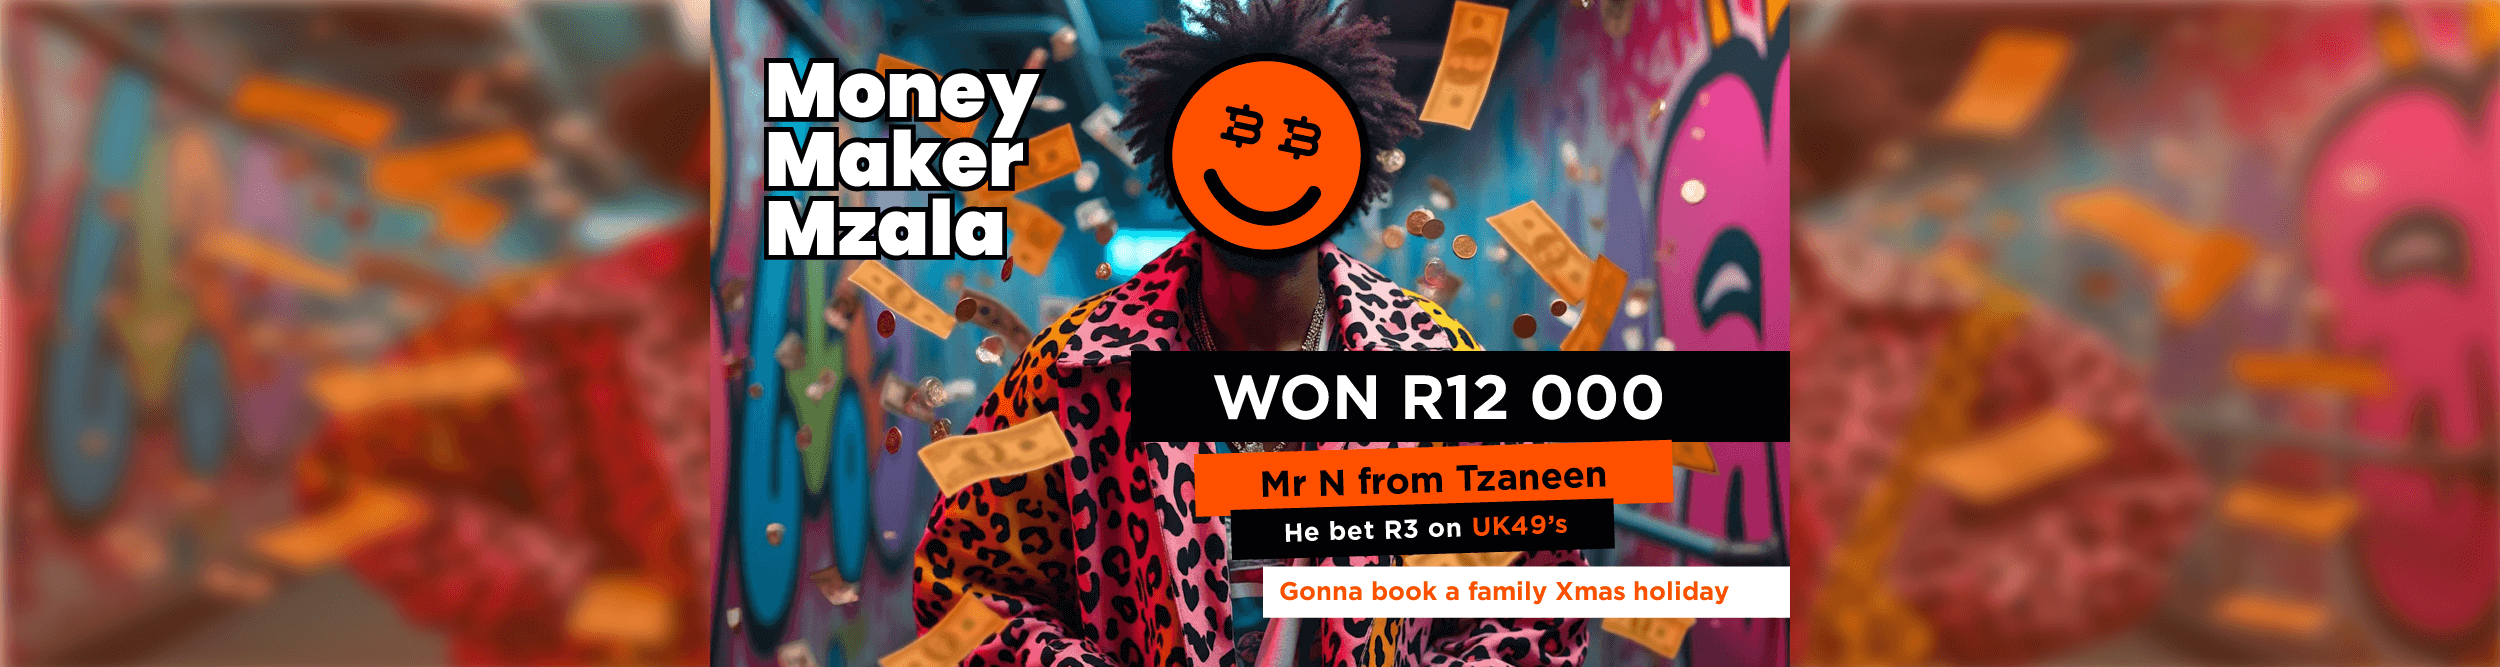 Money
Maker
Mzala
WON R12 000
Mr N from Tzaneen
He bet R3 on UK49’s
Gonna book a family Xmas holiday